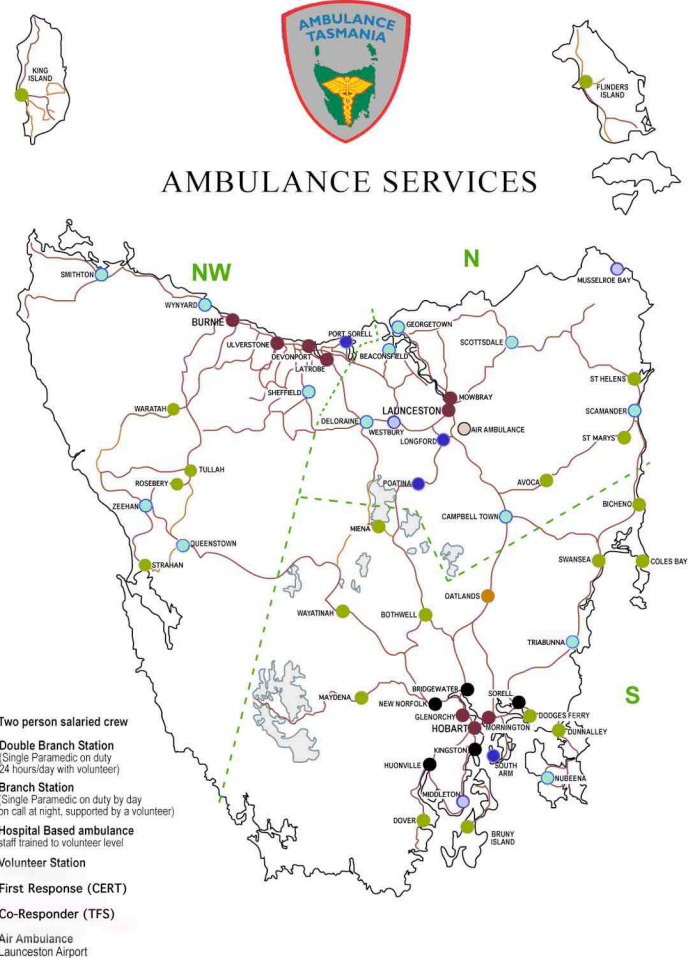 AMBULANCE
TASMANIA
KING
ISLAND
FLINDERS
ISLAND
AMBULANCE SERVICES
NW
N
MUSSELROE BAY
SMITHTON
WYNYARD
BURNIE
PORT SORELL
GEORGETOWN
ULVERSTONE
DEVONPORT
BEACONSFIELD
SCOTTSDALE
LATROBE
ST HELENS
SHEFFIELD
MOWBRAY
WARATAH
LAUNCESTON
SCAMANDER
DELORAINE
WESTBURY
AIR AMBULANCE
LONGFORD
ST MARYS
TULLAH
ROSEBERY
POATINA
AVOCA
ZEEHAN
CAMPBELL TOWN
BICHENO
MIENA
QUEENSTOWN
STRAHAN
SWANSEA
COLES BAY
OATLANDS
WAYATINAH
BOTHWELL
TRIABUNNA
BRIDGEWATER
SORELL
S
MAYDENA
NEW NORFOLK
GLENORCHY
DODGES FERRY
HOBART
MORNINGTON
DUNNALLEY
KINGSTON
HUONVILLE
SOUTH
ARM
NUBEENA
MIDDLETON
DOVER
BRUNY
ISLAND
Two person salaried crew
Double Branch Station
(Single Paramedic on duty
24 hours/day with volunteer)
Branch Station
(Single Paramedic on duty by day
on call at night, supported by a volunteer)
Hospital Based ambulance
staff trained to volunteer level
Volunteer Station
First Response (CERT)
Co-Responder (TFS)
Air Ambulance
Launceston Airport